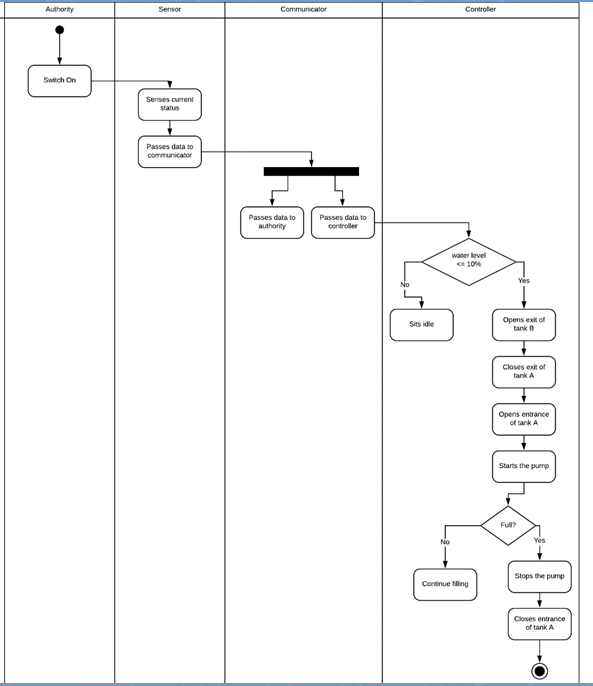 Authority
Sensor
Communicator
Controller
Switch On
Senses current
status
Passes data to
communicator
Passes data to
authority
Passes data to
controller
water level
<= 10%
No
Yes
Sits idle
Opens exit of
tank B
Closes exit of
tank A
Opens entrance
of tank A
Starts the pump
Full?
No
Yes
Continue filling
Stops the pump
Closes entrance
of tank A